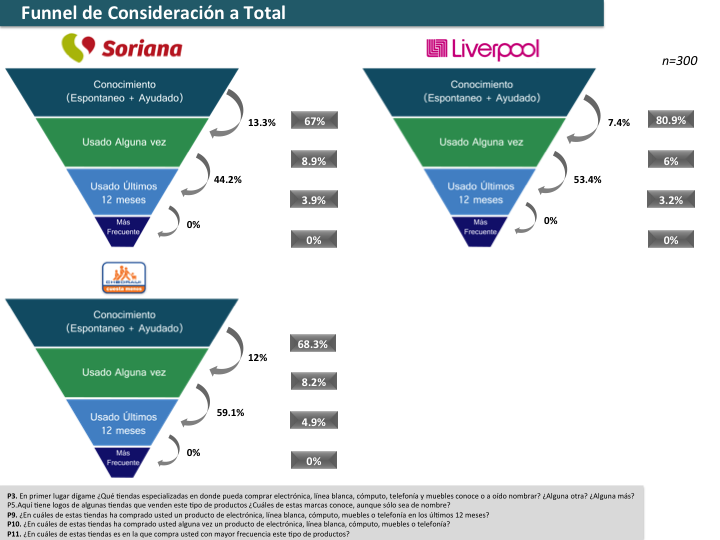 Funnel de Consideración a Total
Soriana
Liverpool
n=300
Conocimiento
(Espontaneo + Ayudado)
Usado Alguna vez
Usado Últimos
12 meses
Más
Frecuente
13.3%
44.2%
0%
67%
8.9%
3.9%
0%
Conocimiento
(Espontaneo + Ayudado)
Usado Alguna vez
Usado Últimos
12 meses
Más
Frecuente
7.4%
53.4%
0%
80.9%
6%
3.2%
0%
CHEDRAUI
cuesta menos
Conocimiento
(Espontaneo + Ayudado)
Usado Alguna vez
Usado Últimos
12 meses
Más
Frecuente
12%
59.1%
0%
68.3%
8.2%
4.9%
0%
P3. En primer lugar dígame ¿Qué tiendas especializadas en donde pueda comprar electrónica, línea blanca, cómputo, telefonía y muebles conoce o a oído nombrar? ¿Alguna otra? ¿Alguna más?
P5.Aquí tiene logos de algunas tiendas que venden este tipo de productos ¿Cuáles de estas marcas conoce, aunque sólo sea de nombre?
P9. ¿En cuáles de estas tiendas ha comprado usted un producto de electrónica, línea blanca, cómputo, muebles o telefonía en los últimos 12 meses?
P10. ¿En cuáles de estas tiendas ha comprado usted alguna vez un producto de electrónica, línea blanca, cómputo, muebles o telefonía?
P11. ¿En cuáles de estas tiendas es en la que compra usted con mayor frecuencia este tipo de productos?